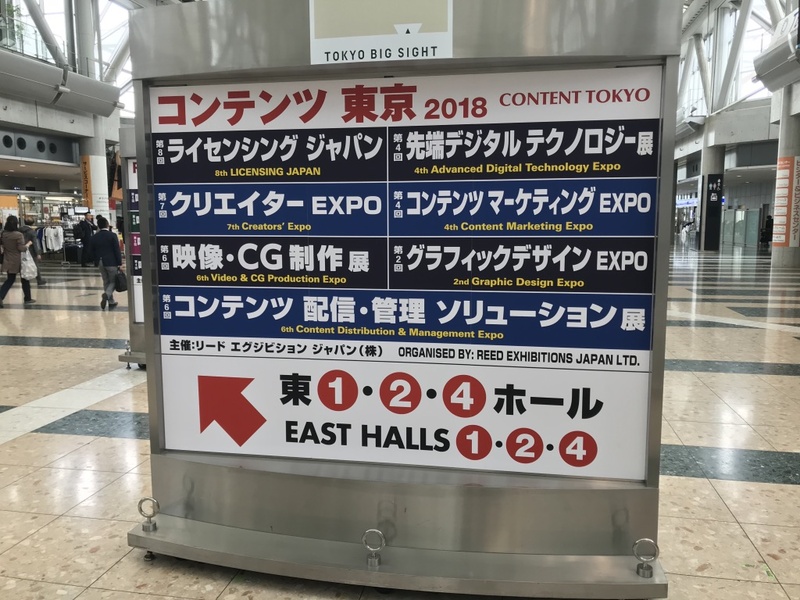 TOKYO BIG SIGHT
コンテンツ 東京 2018 CONTENT TOKYO
第8回 ライセンシング ジャパン
8th LICENSING JAPAN
第4回 先端デジタル テクノロジー展
4th Advanced Digital Technology Expo
第7回 クリエイター EXPO
7th Creators' Expo
第4回 コンテンツ マーケティング EXPO
4th Content Marketing Expo
第6回 映像・CG 制作 展
6th Video & CG Production Expo
第2回 グラフィックデザイン EXPO
2nd Graphic Design Expo
第6回 コンテンツ 配信・管理 ソリューション 展
6th Content Distribution & Management Expo
主催:リード エグジビション ジャパン(株) ORGANISED BY: REED EXHIBITIONS JAPAN LTD.
東1・2・4ホール
EAST HALLS 1・2・4